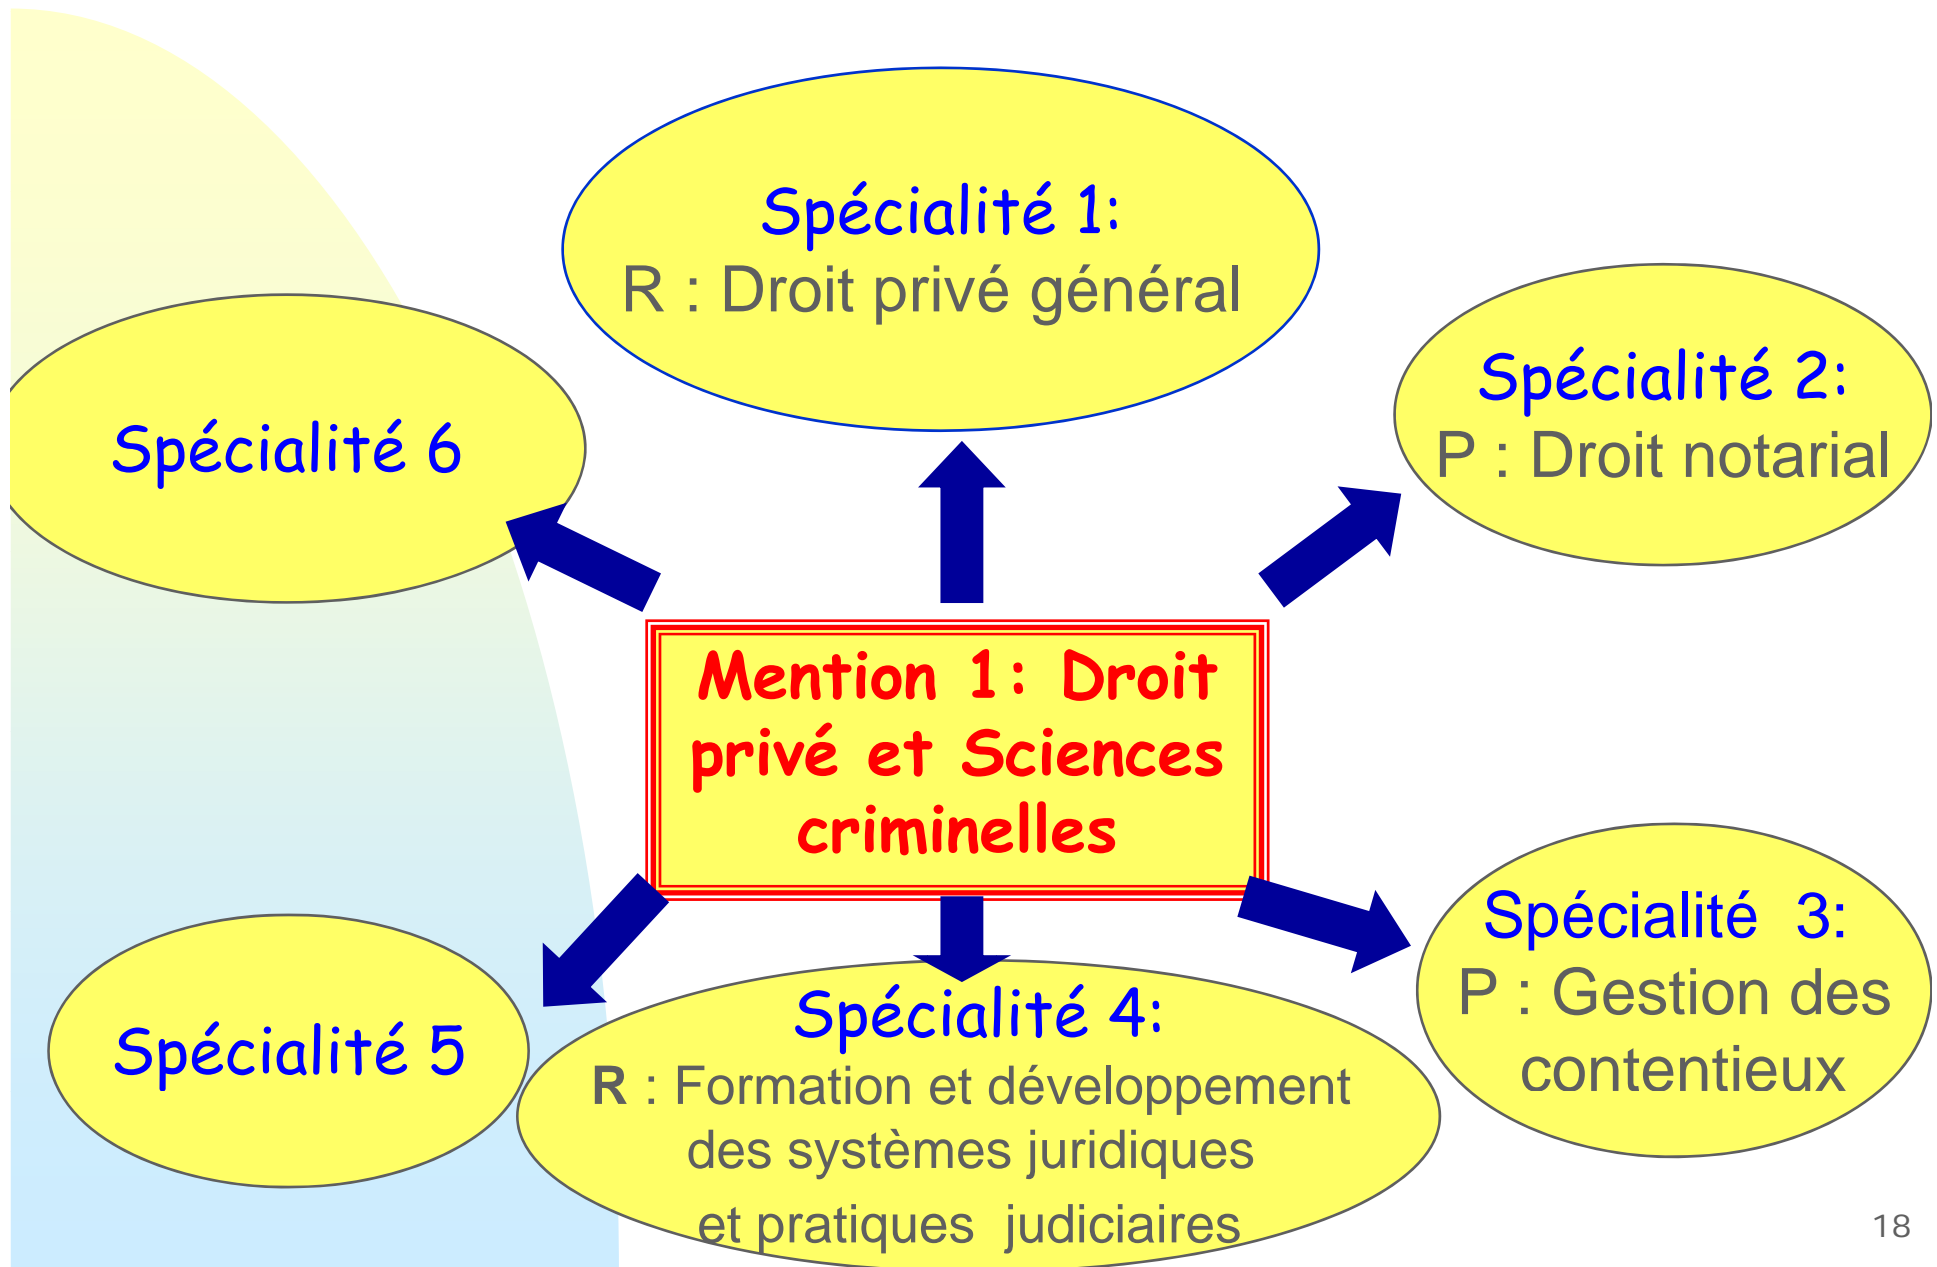 Spécialité 1:
R : Droit privé général
Spécialité 2:
P : Droit notarial
Spécialité 6
Mention 1: Droit
privé et Sciences
criminelles
Spécialité 3:
P : Gestion des
contentieux
Spécialité 4:
R : Formation et développement
des systèmes juridiques
et pratiques judiciaires
Spécialité 5
18